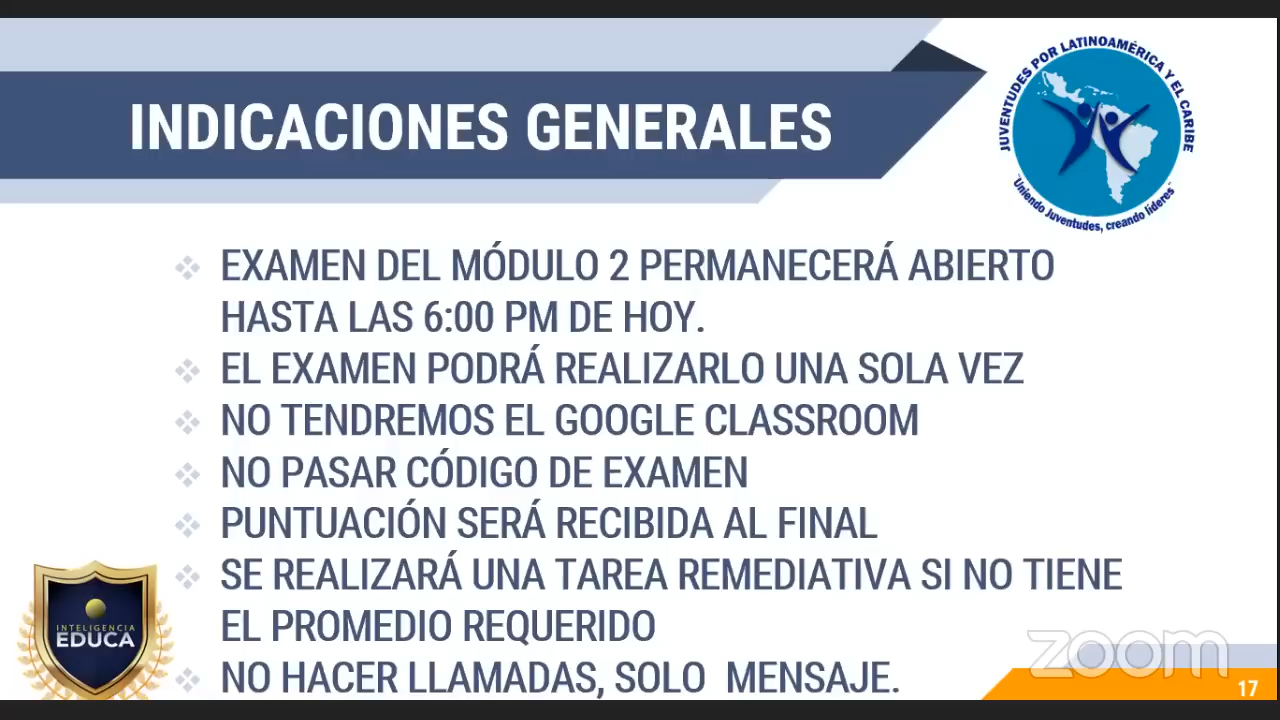 INDICACIONES GENERALES
JUVENTUDES POR LATINOAMÉRICA Y EL CARIBE
"Uniendo Juventudes, creando líderes"
EXAMEN DEL MÓDULO 2 PERMANECERÁ ABIERTO
HASTA LAS 6:00 PM DE HOY.
EL EXAMEN PODRÁ REALIZARLO UNA SOLA VEZ
NO TENDREMOS EL GOOGLE CLASSROOM
NO PASAR CÓDIGO DE EXAMEN
PUNTUACIÓN SERÁ RECIBIDA AL FINAL
SE REALIZARÁ UNA TAREA REMEDIATIVA SI NO TIENE
EL PROMEDIO REQUERIDO
NO HACER LLAMADAS, SOLO  MENSAJE.
INTELIGENCIA
EDUCA
zoom
17